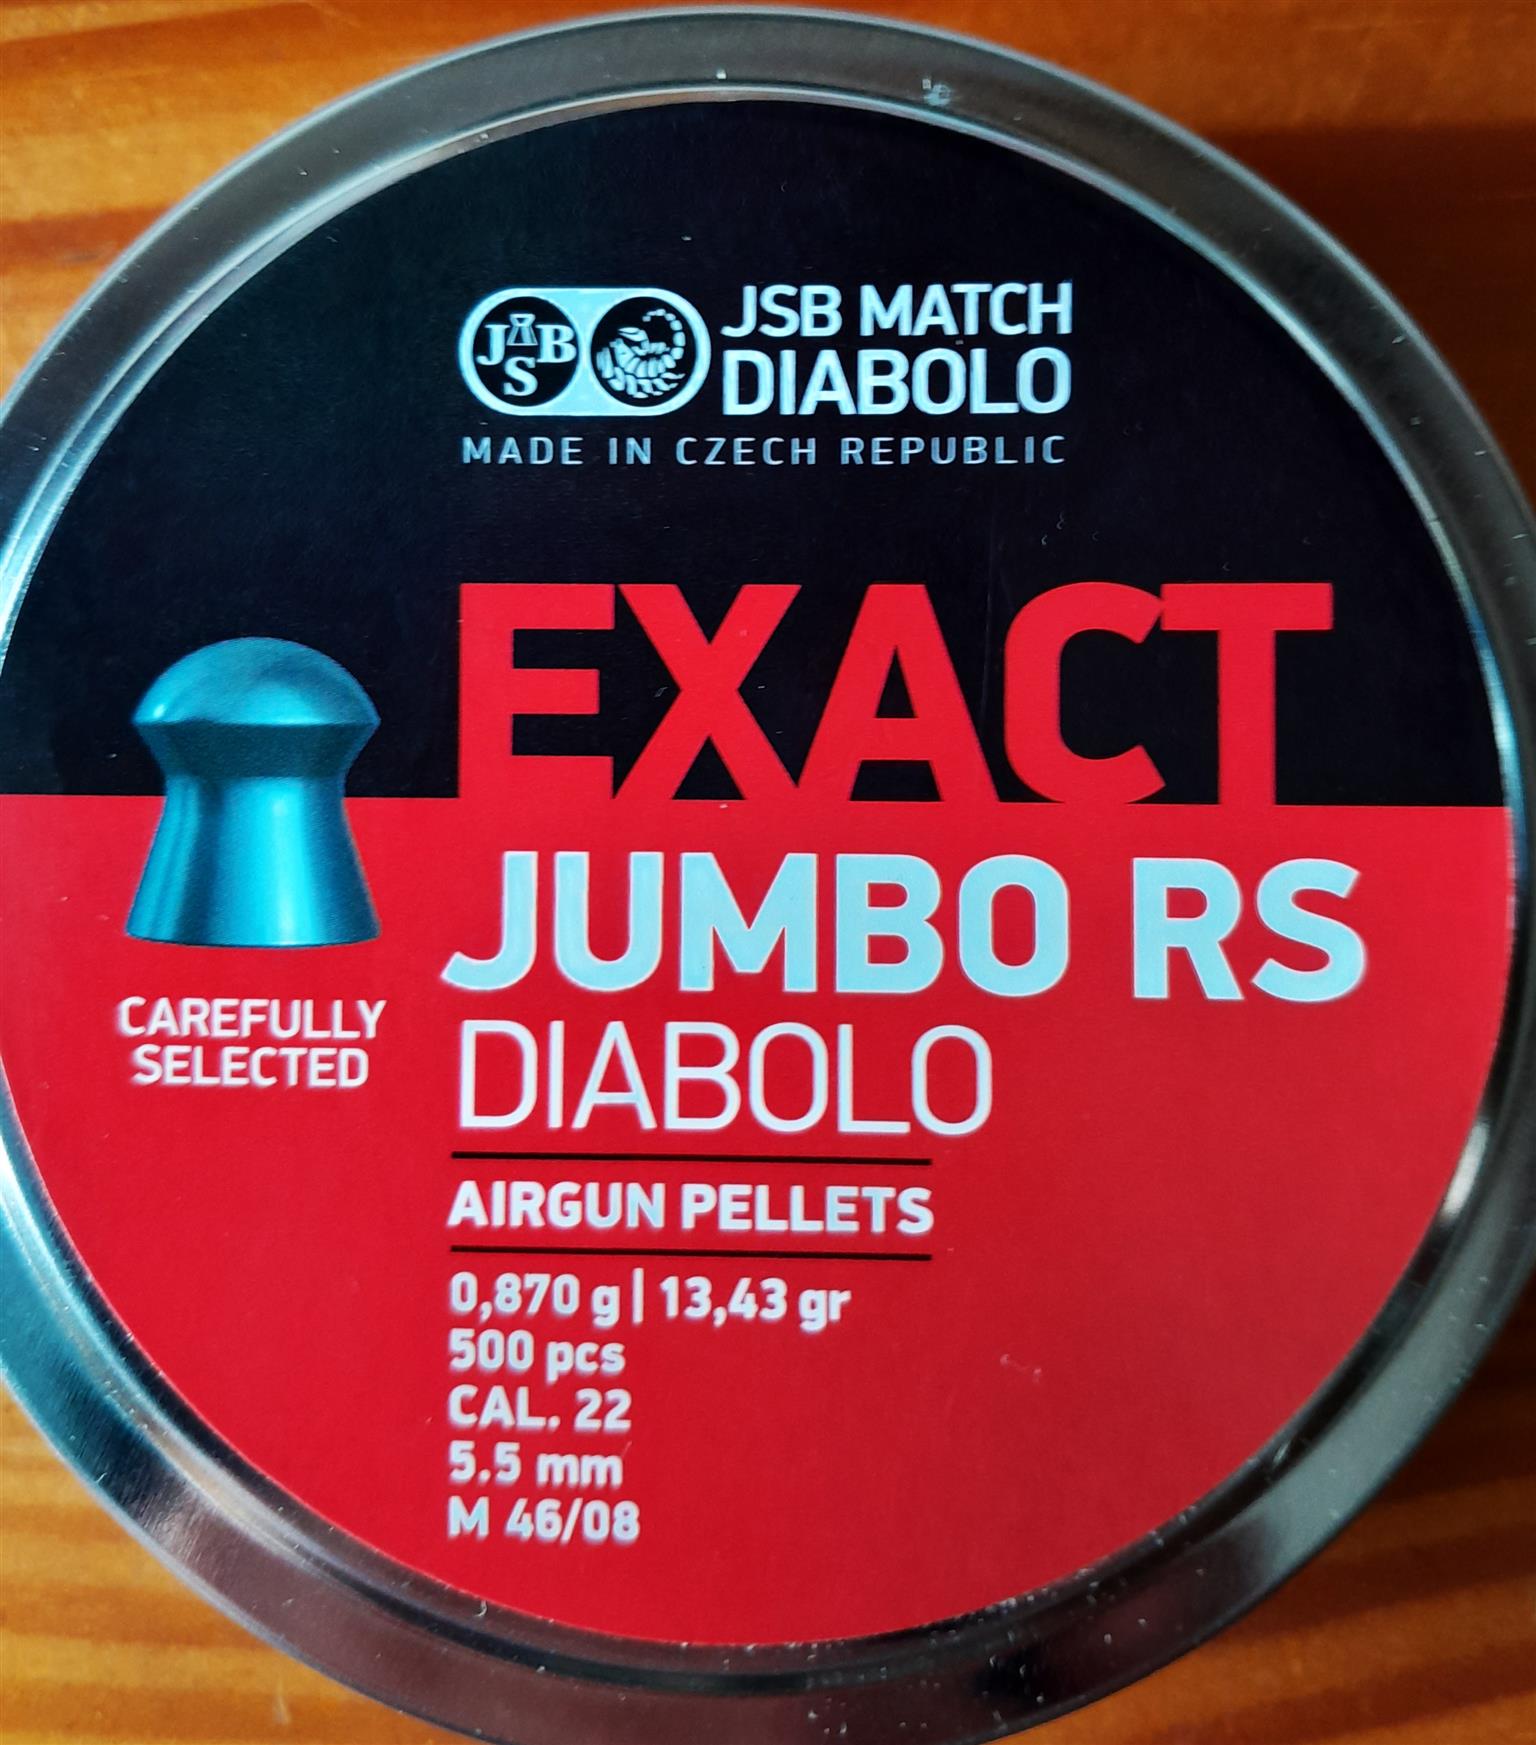 JSB
JSB MATCH
DIABOLO
MADE IN CZECH REPUBLIC
EXACT
JUMBO RS
DIABOLO
CAREFULLY
SELECTED
AIRGUN PELLETS
0,870 g | 13,43 gr
500 pcs
CAL. 22
5.5 mm
M 46/08